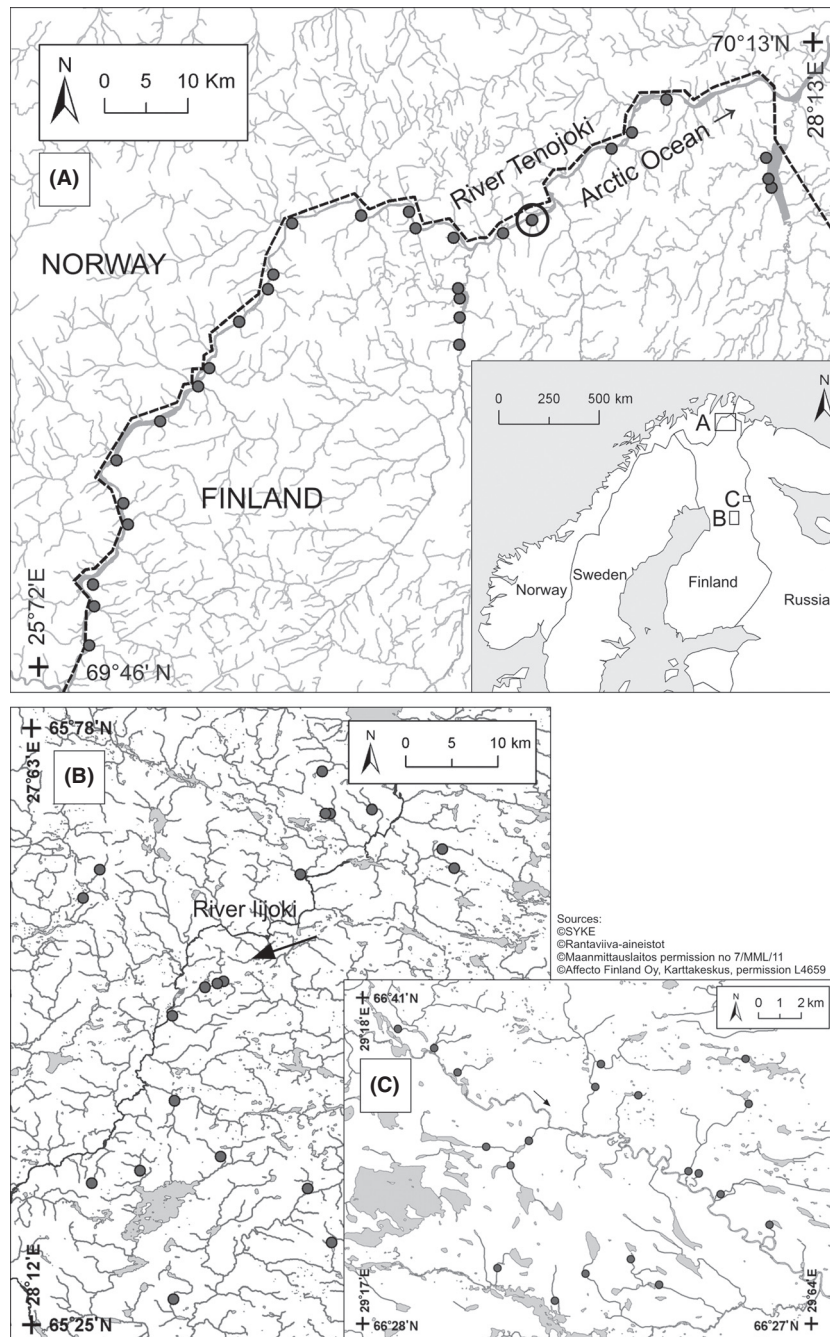 N
0 5 10 Km
(A)
70°13'N
28°13'E
River Tenojoki
Arctic Ocean →
NORWAY
FINLAND
25°72'E
69°46' N
N
0 250 500 km
A
C
B
Norway
Sweden
Finland
Russia
65°78'N
27°63'E
(B)
N
0 5 10 km
River Iijoki
28°12'E
65°25'N
Sources:
©SYKE
©Rantaviiva-aineistot
©Maanmittauslaitos permission no 7/MML/11
©Affecto Finland Oy, Karttakeskus, permission L4659
66°41'N
29°18'E
(C)
N
0 1 2 km
29°17'E
66°28'N
29°64'E
66°27'N